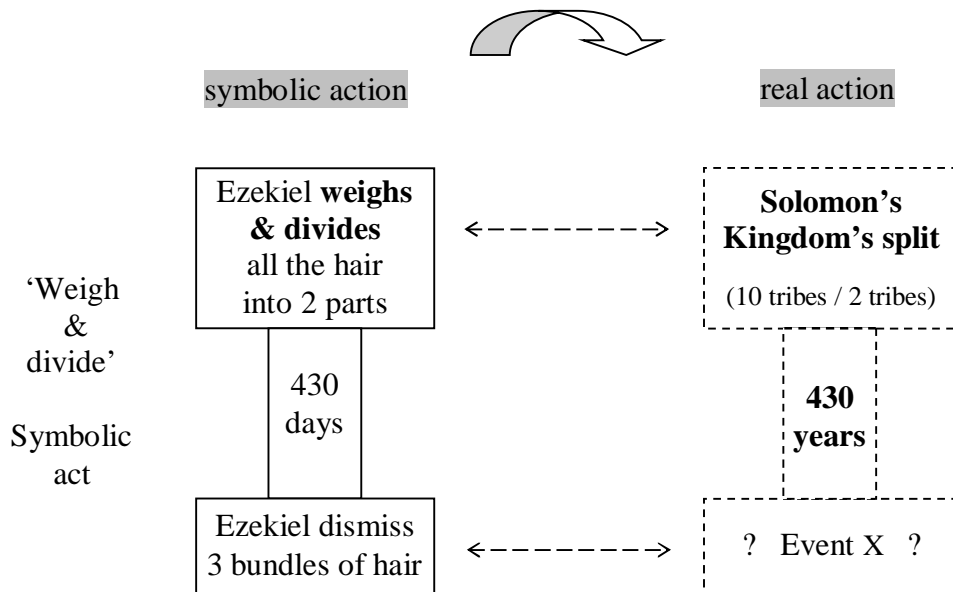 symbolic action
real action
‘Weigh
&
divide’
Symbolic
act
Ezekiel weighs
& divides
all the hair
into 2 parts
430
days
Ezekiel dismiss
3 bundles of hair
Solomon’s
Kingdom’s split
(10 tribes / 2 tribes)
430
years
? Event X ?